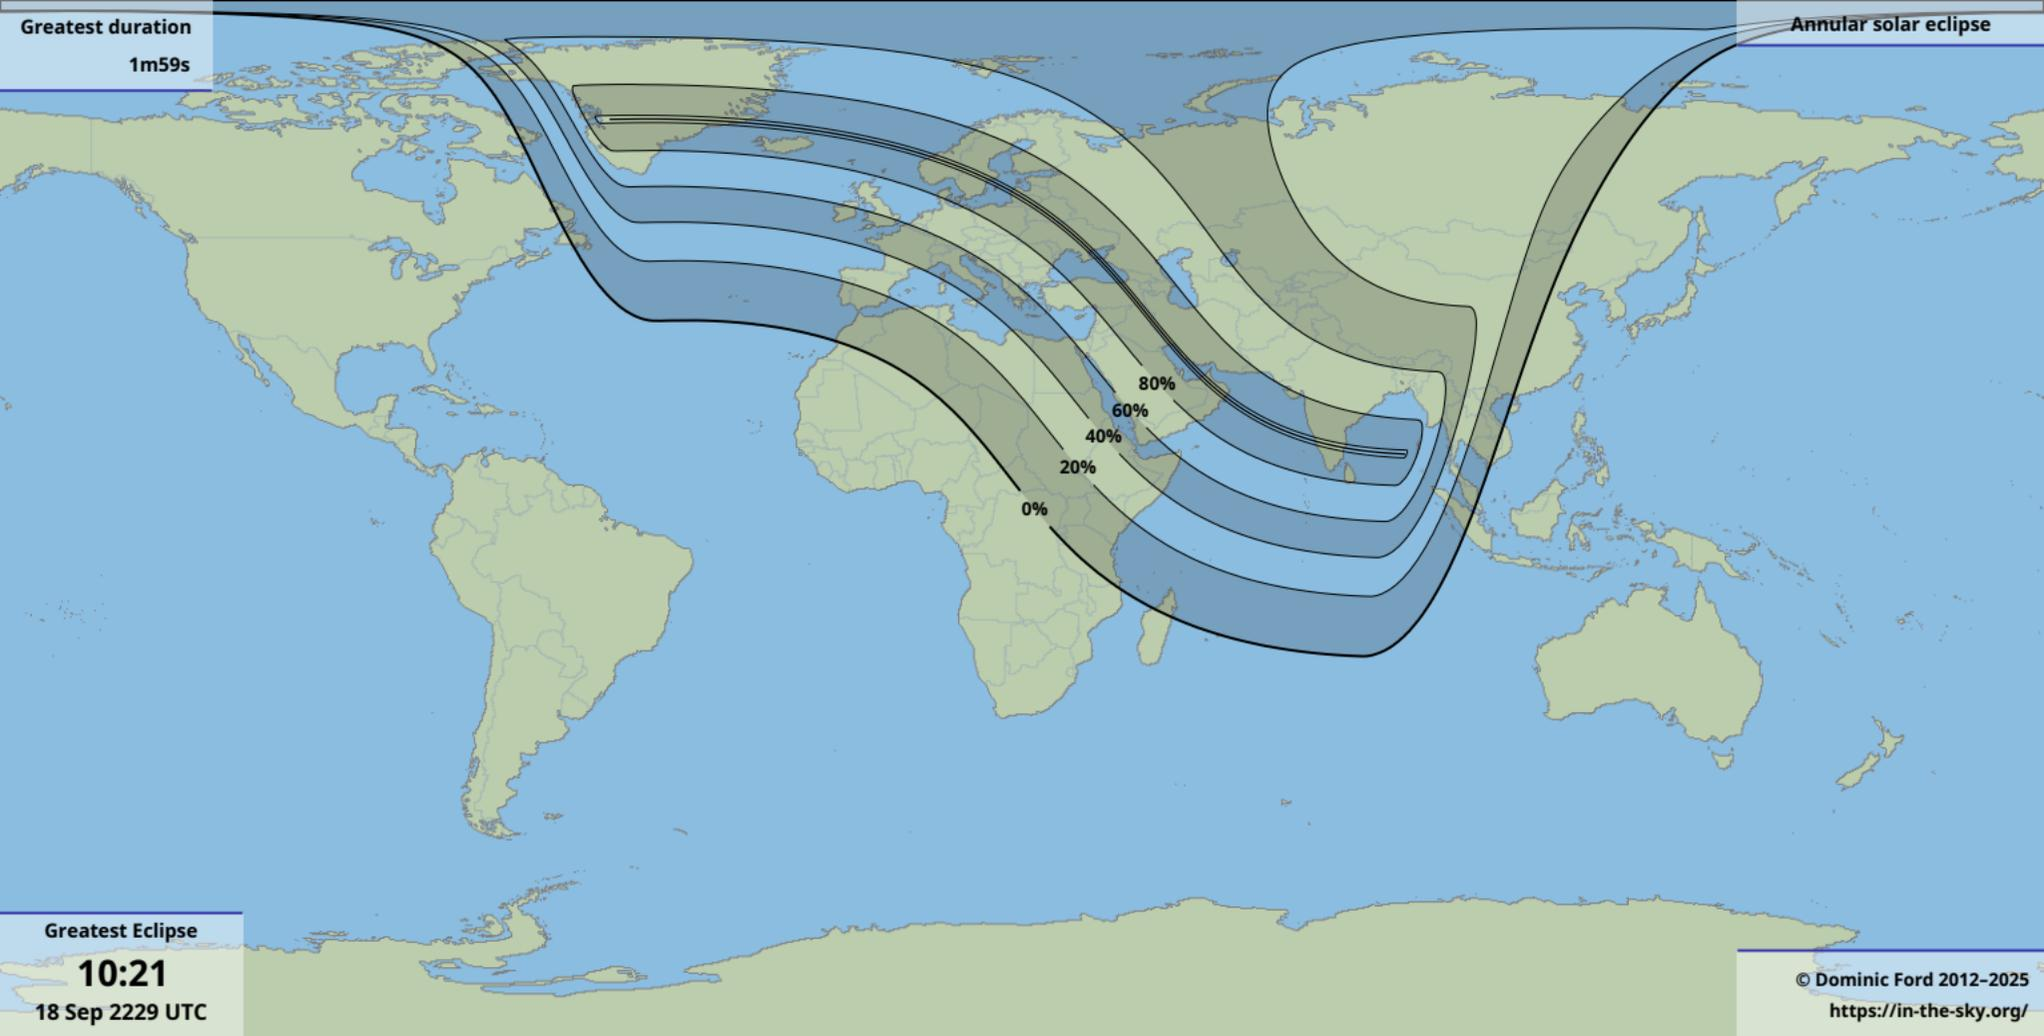 Greatest duration
1m59s
Annular solar eclipse
80%
60%
40%
20%
0%
Greatest Eclipse
10:21
18 Sep 2229 UTC
© Dominic Ford 2012–2025
https://in-the-sky.org/